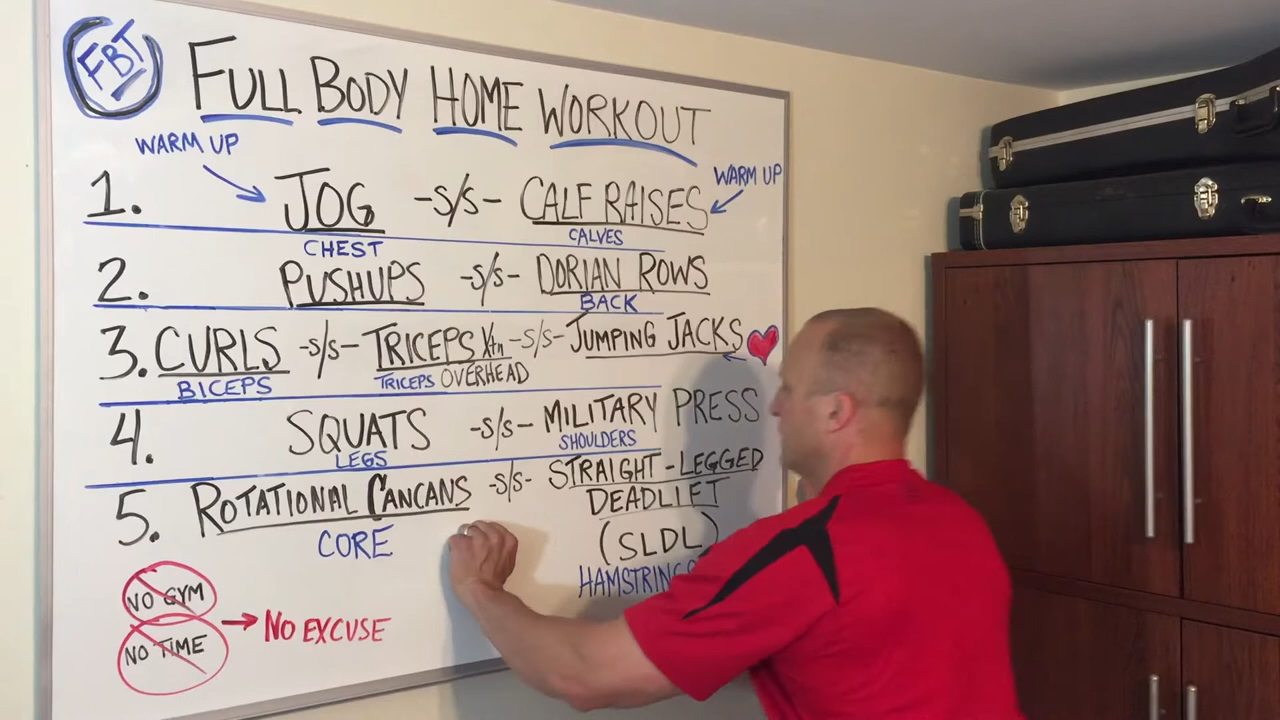 FBT
FULL BODY HOME WORKOUT
WARM UP
WARM UP
1. JOG -S/S- CALF RAISES
CALVES
CHEST
2. PUSHUPS -S/S- DORIAN ROWS
BACK
3. CURLS -S/S- TRICEPS Xtn -S/S- JUMPING JACKS
BICEPS TRICEPS OVERHEAD
4. SQUATS -S/S- MILITARY PRESS
LEGS SHOULDERS
5. ROTATIONAL CANCANS -S/S- STRAIGHT-LEGGED
DEADLIFT
CORE (SLDL)
HAMSTRING
NO GYM
NO TIME
NO EXCUSE